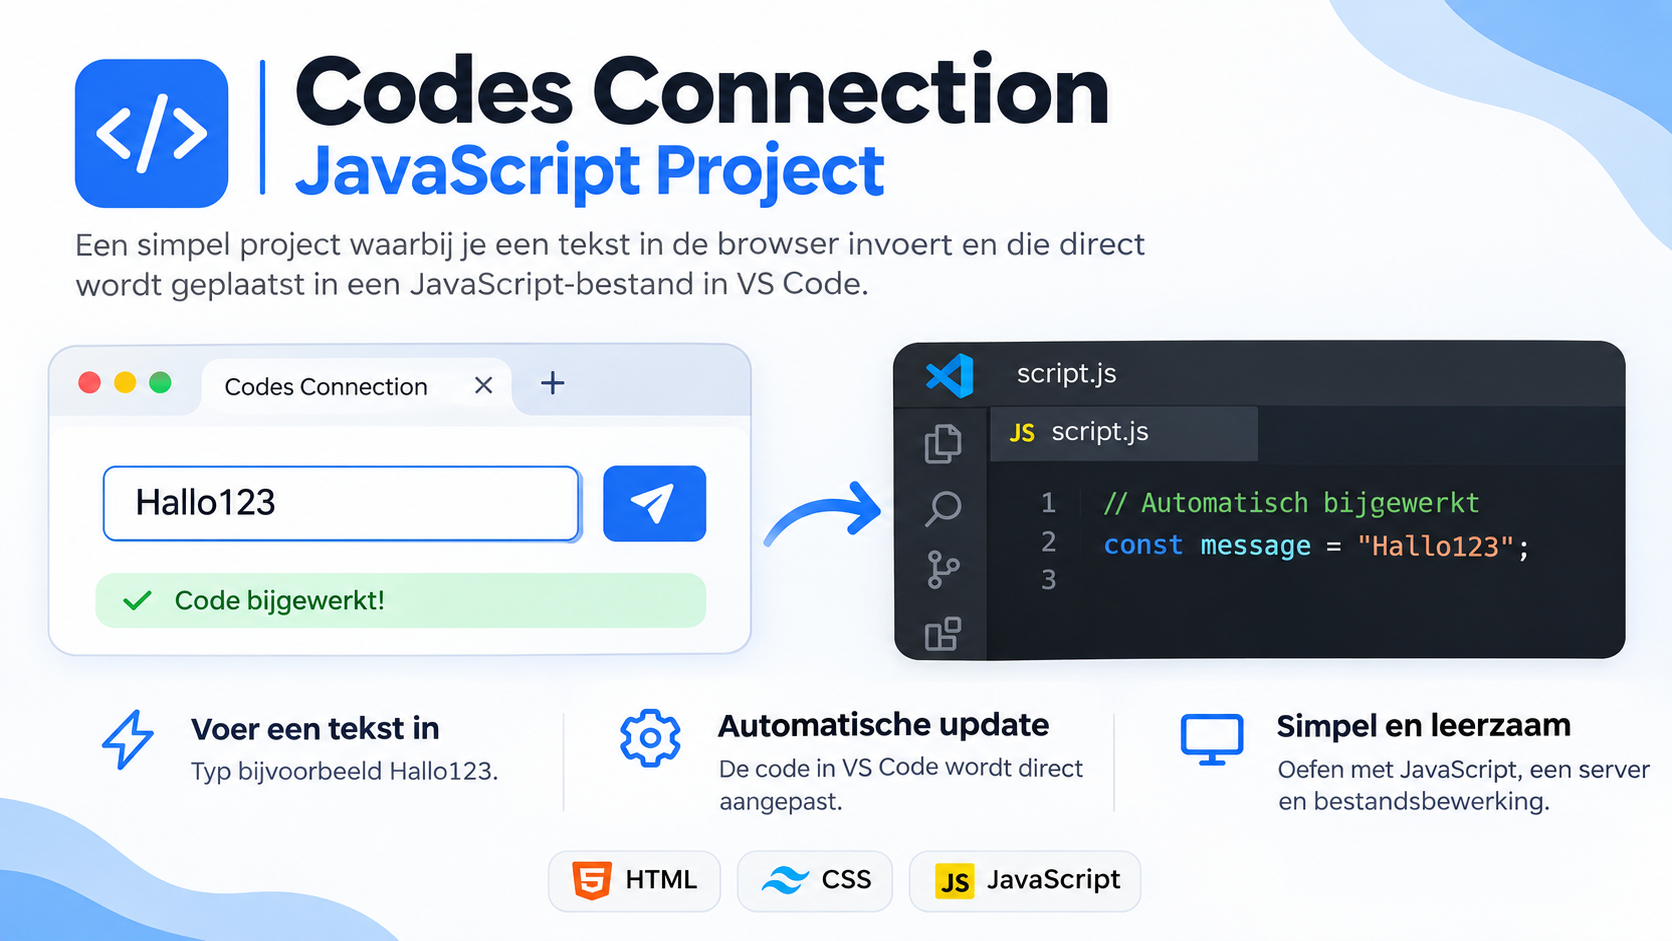 </>
Codes Connection
JavaScript Project
Een simpel project waarbij je een tekst in de browser invoert en die direct
wordt geplaatst in een JavaScript-bestand in VS Code.
Codes Connection
Hallo123
Code bijgewerkt!
script.js
JS script.js
1 // Automatisch bijgewerkt
2 const message = "Hallo123";
3
Voer een tekst in
Typ bijvoorbeeld Hallo123.
Automatische update
De code in VS Code wordt direct
aangepast.
Simpel en leerzaam
Oefen met JavaScript, een server
en bestandsbewerking.
5 HTML
CSS
JS JavaScript